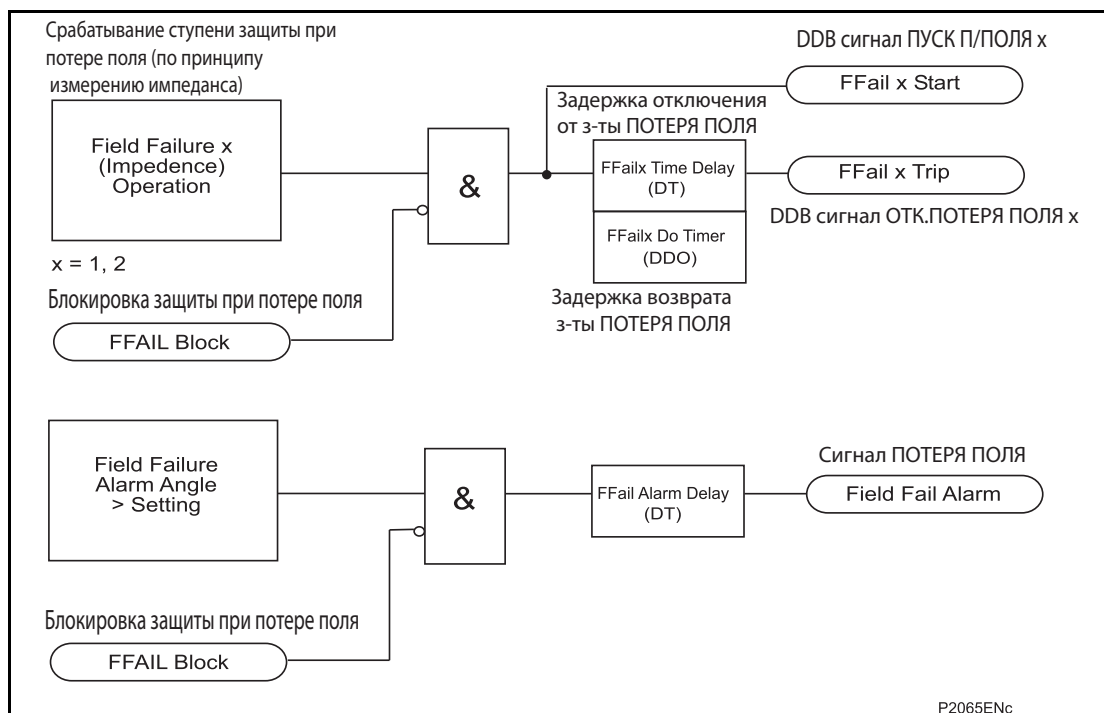 Срабатывание ступени защиты при
потере поля (по принципу
измерению импеданса)
Field Failure x
(Impedence)
Operation
x = 1, 2
Блокировка защиты при потере поля
FFAIL Block
&
Задержка отключения
от з-ты ПОТЕРЯ ПОЛЯ
FFailx Time Delay
(DT)
FFailx Do Timer
(DDO)
Задержка возврата
з-ты ПОТЕРЯ ПОЛЯ
DDB сигнал ПУСК П/ПОЛЯ x
FFail x Start
FFail x Trip
DDB сигнал ОТК.ПОТЕРЯ ПОЛЯ x
Field Failure
Alarm Angle
> Setting
Блокировка защиты при потере поля
FFAIL Block
&
FFail Alarm Delay
(DT)
Сигнал ПОТЕРЯ ПОЛЯ
Field Fail Alarm
P2065ENc